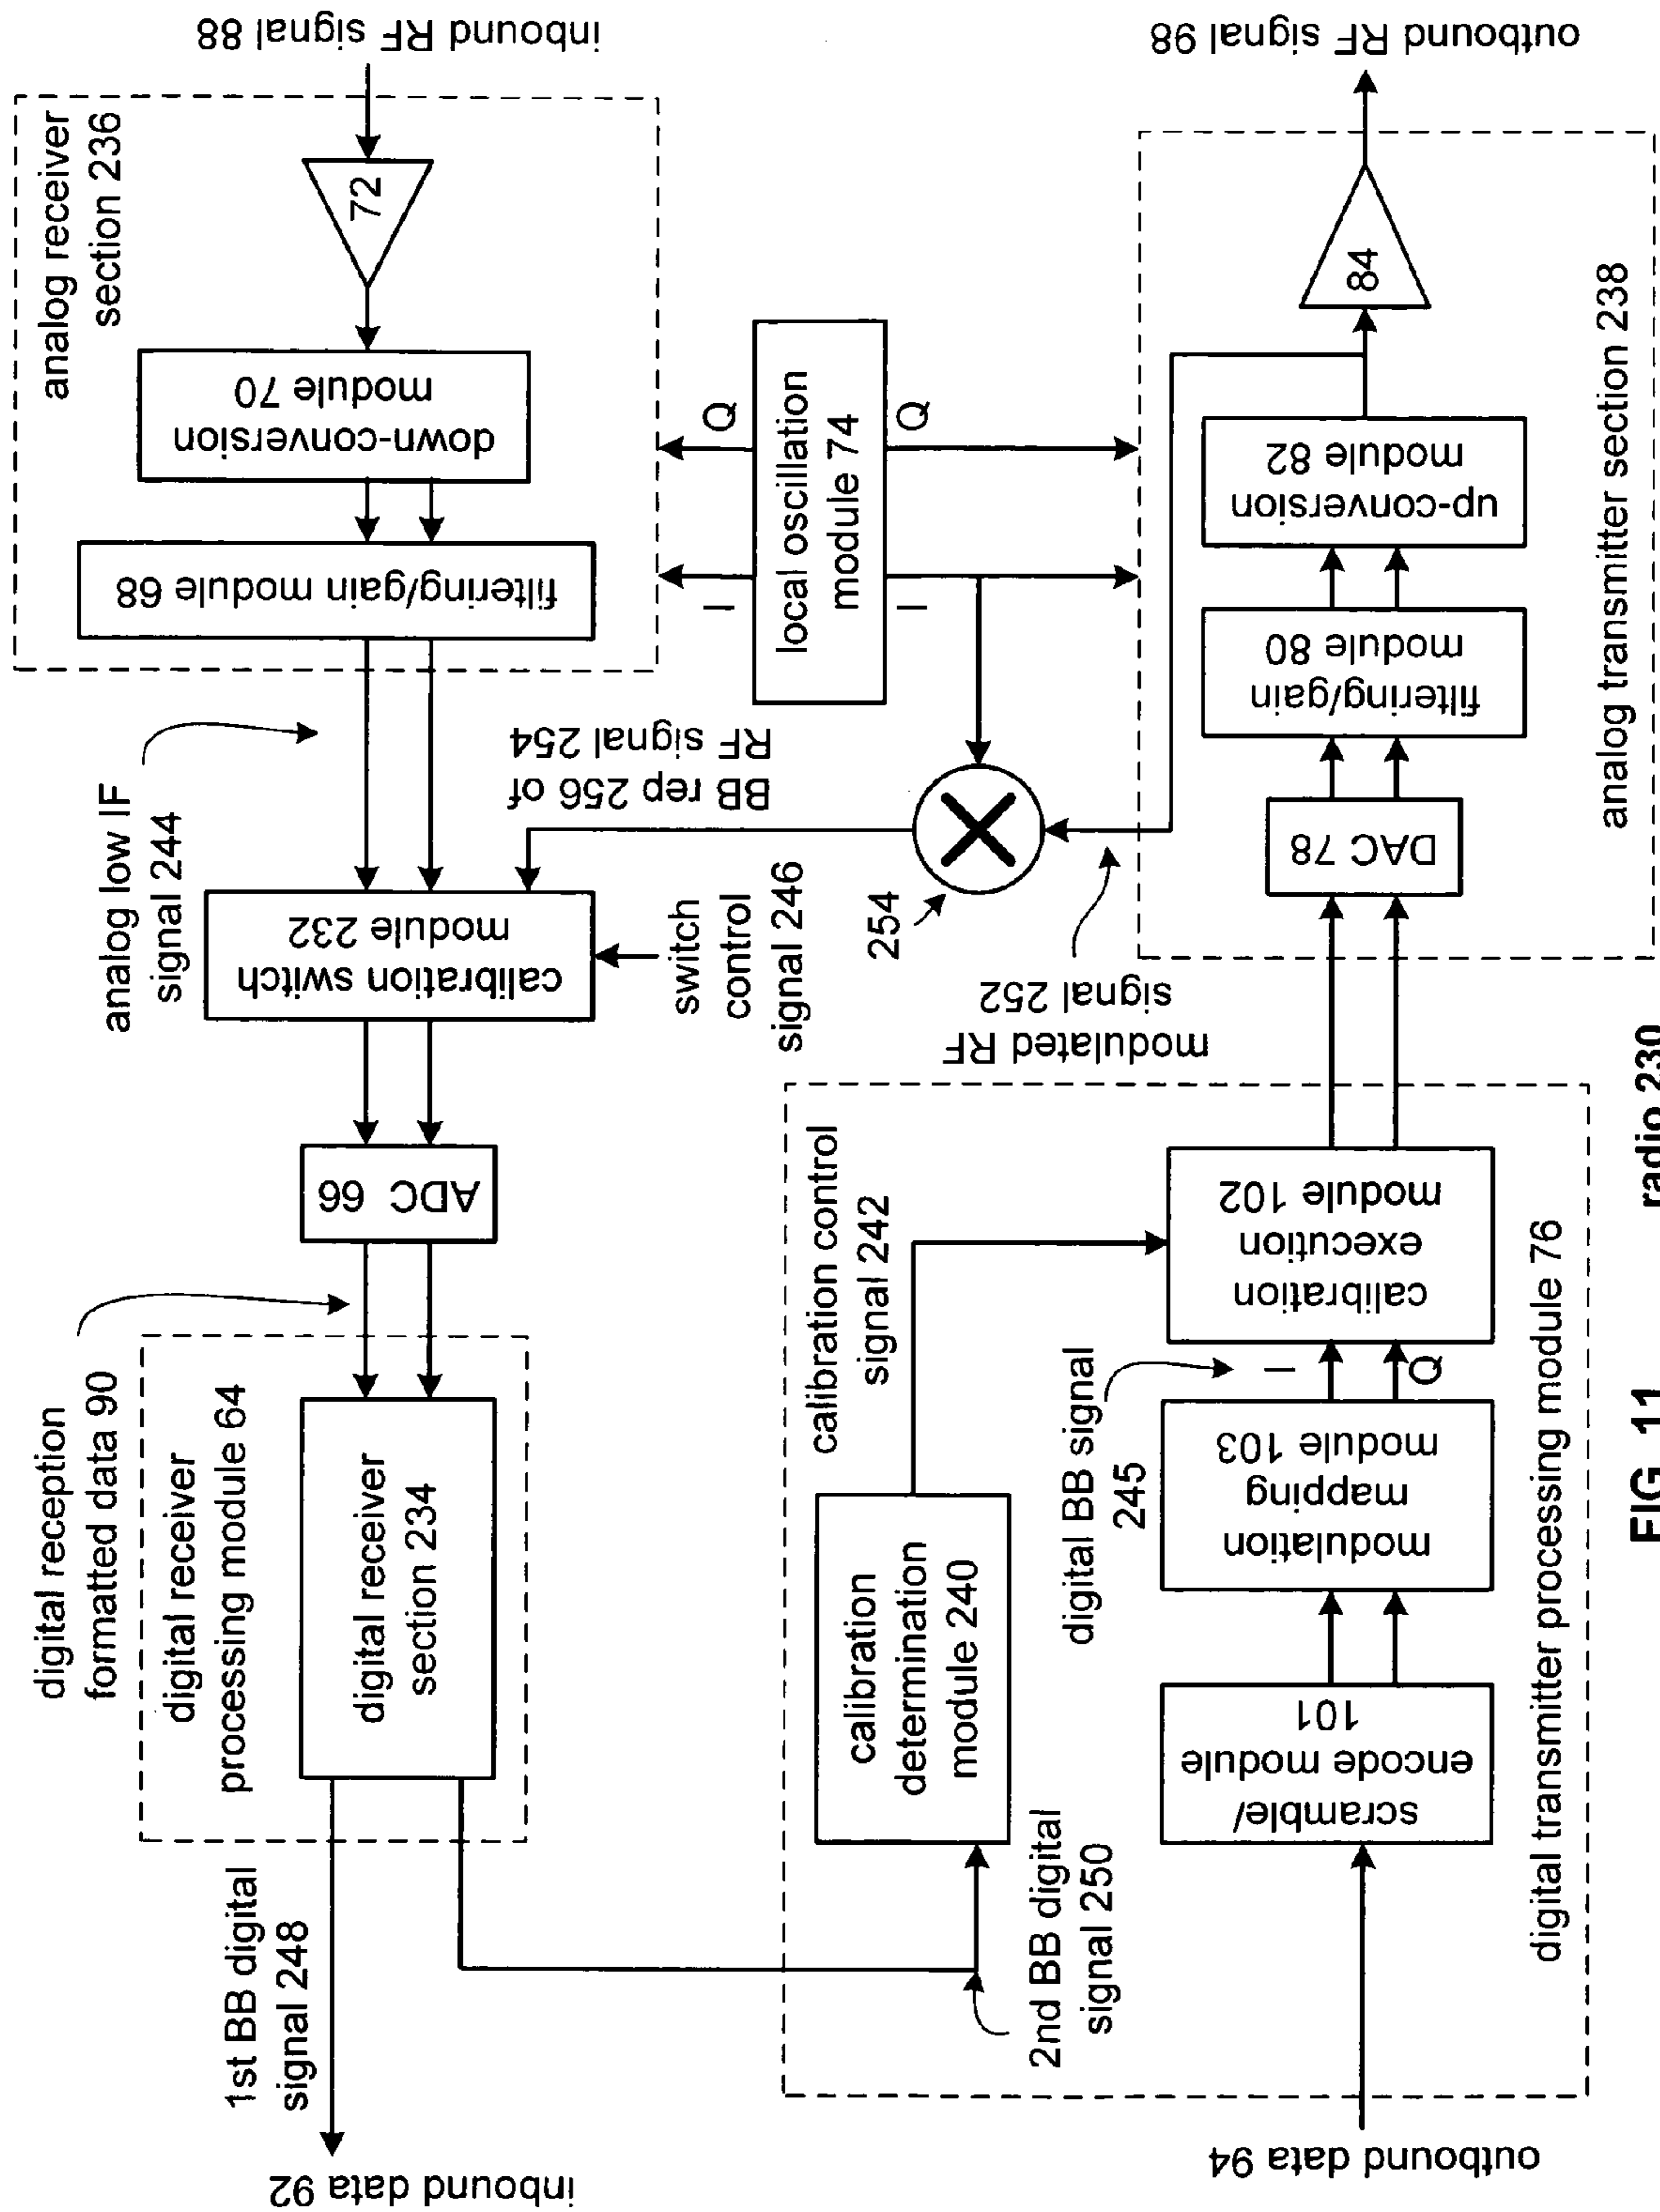 inbound RF signal 88
outbound RF signal 98
analog receiver
section 236
72
down-conversion
module 70
filtering/gain module 68
Q
I
local oscillation
module 74
Q
I
84
up-conversion
module 82
filtering/gain
module 80
DAC 78
analog transmitter section 238
analog low IF
signal 244
BB rep 256 of
RF signal 254
calibration switch
module 232
switch
control
signal 246
254
modulated RF
signal 252
ADC 66
digital reception
formatted data 90
digital receiver
processing module 64
digital receiver
section 234
1st BB digital
signal 248
inbound data 92
calibration control
signal 242
calibration
determination
module 240
2nd BB digital
signal 250
calibration
execution
module 102
digital BB signal
245
I
Q
modulation
mapping
module 103
scramble/
encode module
101
digital transmitter processing module 76
outbound data 94
FIG. 11
radio 230